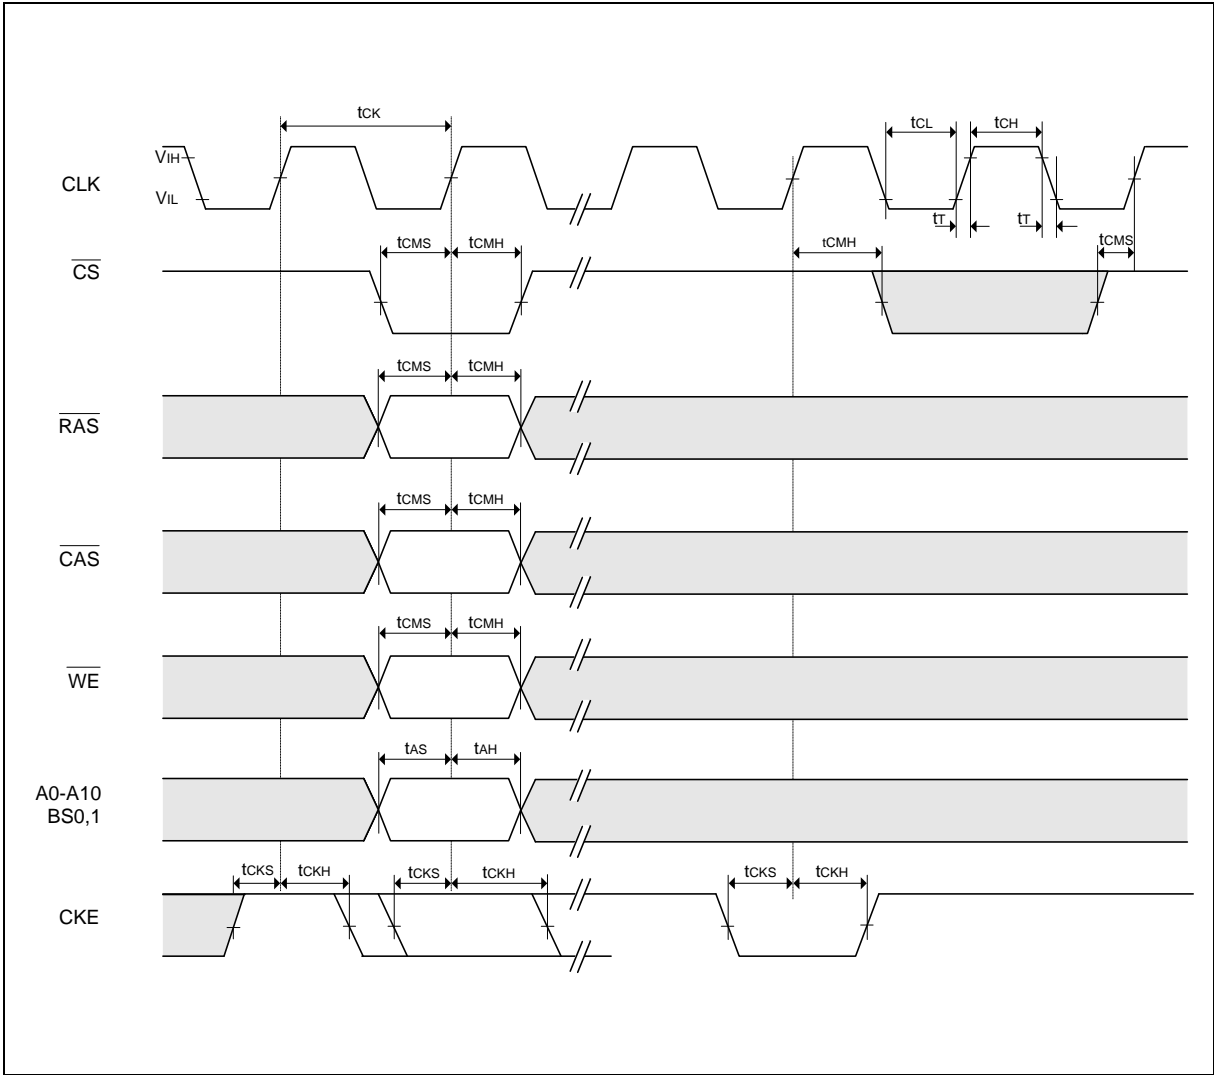 tCK
tCL
tCH
VIH
CLK
VIL
tT
tT
tCMS
tCMH
tCMH
tCMS
CS
tCMS
tCMH
RAS
tCMS
tCMH
CAS
tCMS
tCMH
WE
tAS
tAH
A0-A10
BS0,1
tCKS
tCKH
tCKS
tCKH
tCKS
tCKH
CKE